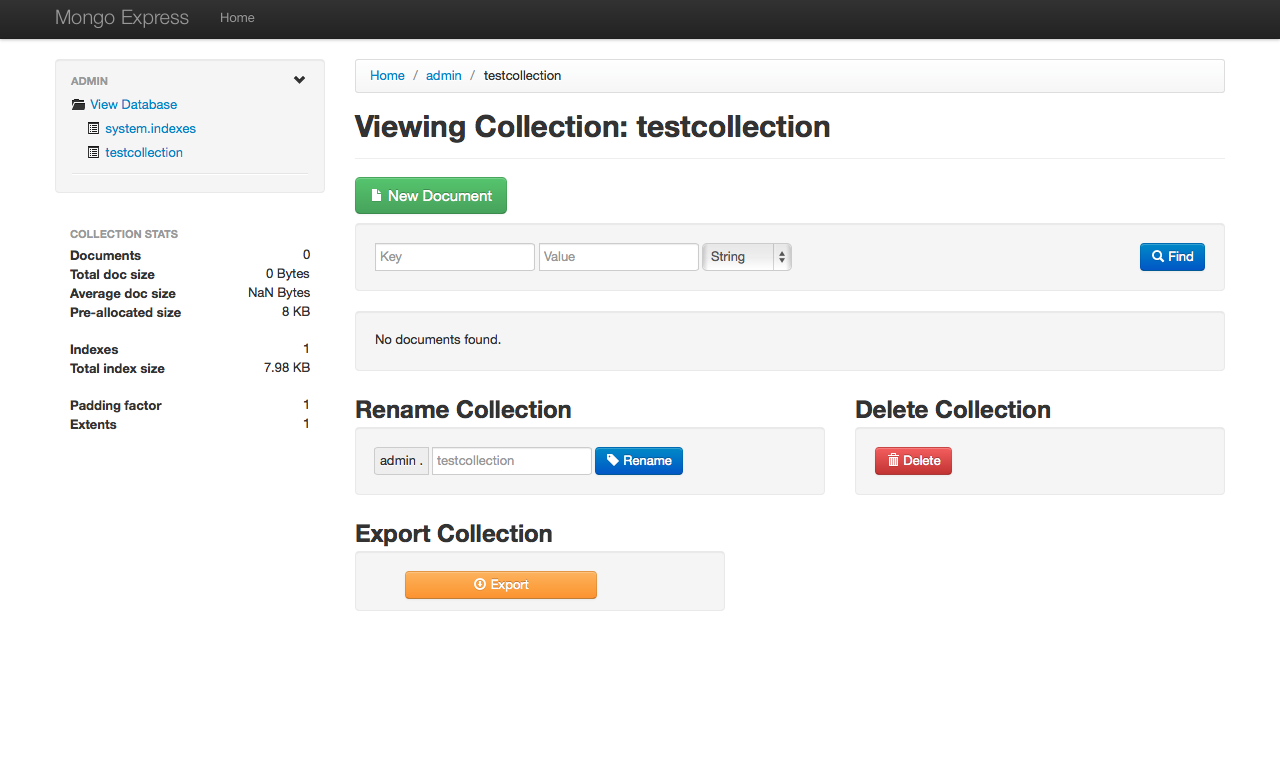 Mongo Express Home
ADMIN
View Database
system.indexes
testcollection
COLLECTION STATS
Documents 0
Total doc size 0 Bytes
Average doc size NaN Bytes
Pre-allocated size 8 KB
Indexes 1
Total index size 7.98 KB
Padding factor 1
Extents 1
Home / admin / testcollection
Viewing Collection: testcollection
New Document
Key Value String Find
No documents found.
Rename Collection
admin . testcollection Rename
Delete Collection
Delete
Export Collection
Export